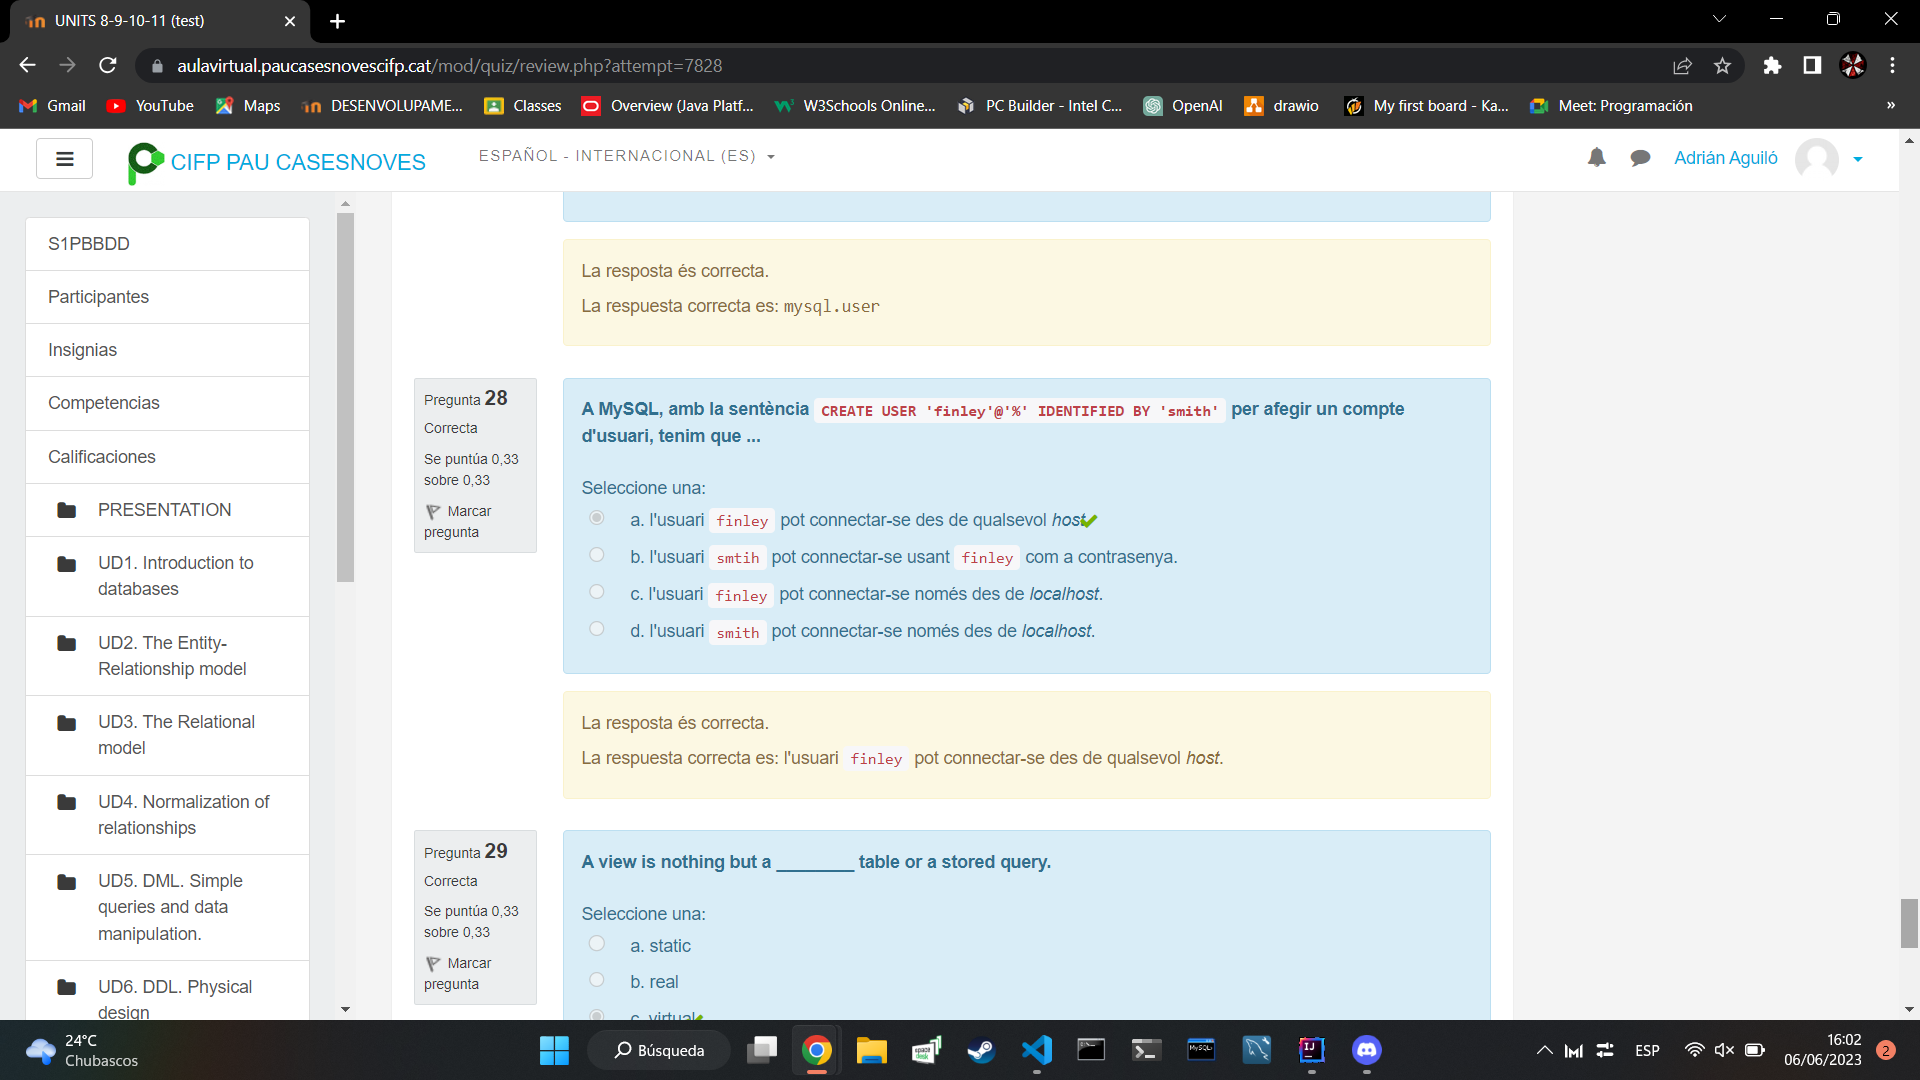 UNITS 8-9-10-11 (test)
aulavirtual.paucasesnovescifp.cat/mod/quiz/review.php?attempt=7828
Gmail
YouTube
Maps
DESENVOLUPAME...
Classes
Overview (Java Platf...
W3Schools Online...
PC Builder - Intel C...
OpenAI
drawio
My first board - Ka...
Meet: Programación
»
CIFP PAU CASESNOVES
ESPAÑOL - INTERNACIONAL (ES)
Adrián Aguiló
S1PBBDD
Participantes
Insignias
Competencias
Calificaciones
PRESENTATION
UD1. Introduction to
databases
UD2. The Entity-
Relationship model
UD3. The Relational
model
UD4. Normalization of
relationships
UD5. DML. Simple
queries and data
manipulation.
UD6. DDL. Physical
design
La resposta és correcta.
La respuesta correcta es: mysql.user
Pregunta 28
Correcta
Se puntúa 0,33
sobre 0,33
Marcar
pregunta
A MySQL, amb la sentència CREATE USER 'finley'@'%' IDENTIFIED BY 'smith' per afegir un compte
d'usuari, tenim que ...
Seleccione una:
a. l'usuari finley pot connectar-se des de qualsevol host
b. l'usuari smtih pot connectar-se usant finley com a contrasenya.
c. l'usuari finley pot connectar-se només des de localhost.
d. l'usuari smith pot connectar-se només des de localhost.
La resposta és correcta.
La respuesta correcta es: l'usuari finley pot connectar-se des de qualsevol host.
Pregunta 29
Correcta
Se puntúa 0,33
sobre 0,33
Marcar
pregunta
A view is nothing but a ________ table or a stored query.
Seleccione una:
a. static
b. real
c. virtual
24°C
Chubascos
Búsqueda
ESP
16:02
06/06/2023
2